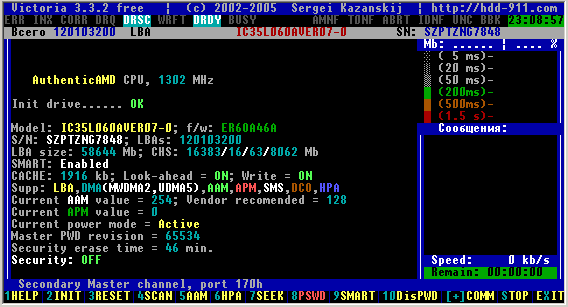 Victoria 3.3.2 free | (c) 2002-2005 Sergei Kazanskij | http://hdd-911.com
ERR INX CORR DRQ DRSC WRFT DRDY BUSY AMNF TONF ABRT IDNF UNC BBK 23:08:57
Всего 120103200 LBA IC35L060AVER07-0 SN: SZPTZNG7848
Mb: ...... ¦ .... %
( 5 ms)-
( 20 ms)-
( 50 ms)-
(200ms)-
(500ms)-
(1.5 s)-
AuthenticAMD CPU, 1302 MHz
Init drive...... OK
Model: IC35L060AVER07-0; f/w: ER60A46A
S/N: SZPTZNG7848; LBAs: 120103200
LBA size: 58644 Mb; CHS: 16383/16/63/8062 Mb
SMART: Enabled
CACHE: 1916 kb; Look-ahead = ON; Write = ON
Supp: LBA,DMA(MWDMA2,UDMA5),AAM,APM,SMS,DCO,HPA
Current AAM value = 254; Vendor recomended = 128
Current APM value = 0
Current power mode = Active
Master PWD revision = 65534
Security erase time = 46 min.
Security: OFF
Сообщения:
Speed: 0 kb/s
Remain: 00:00:00
Secondary Master channel, port 170h
1HELP 2INIT 3RESET 4SCAN 5AAM 6HPA 7SEEK 8PSWD 9SMART 10DisPWD [+]COMM STOP EXIT